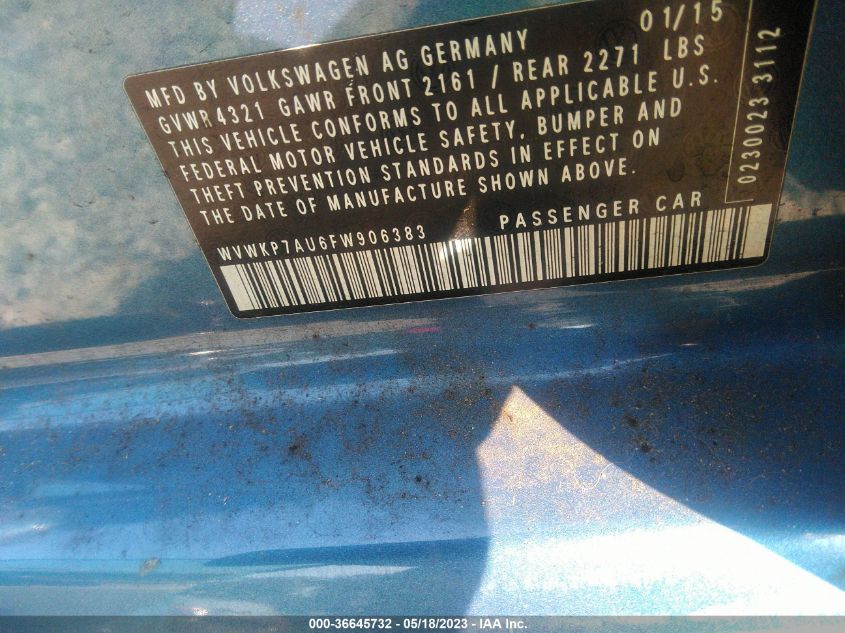 01/15
MFD BY VOLKSWAGEN AG GERMANY
GVWR 4321 GAWR FRONT 2161 / REAR 2271 LBS
THIS VEHICLE CONFORMS TO ALL APPLICABLE U.S.
FEDERAL MOTOR VEHICLE SAFETY, BUMPER AND
THEFT PREVENTION STANDARDS IN EFFECT ON
THE DATE OF MANUFACTURE SHOWN ABOVE.
0230023 3112
WVWKP7AU6FW906383 PASSENGER CAR
000-36645732 - 05/18/2023 - IAA Inc.